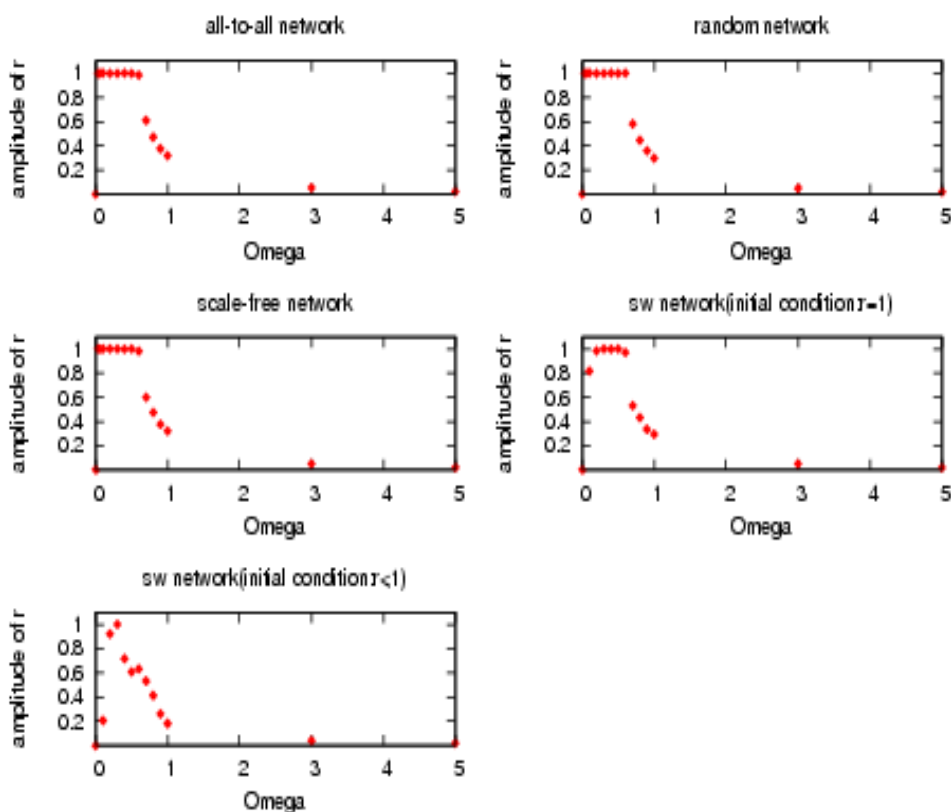 all-to-all network
random network
amplitude of r
1
0.8
0.6
0.4
0.2
0 1 2 3 4 5
Omega
amplitude of r
1
0.8
0.6
0.4
0.2
0 1 2 3 4 5
Omega
scale-free network
sw network(initial condition r=1)
amplitude of r
1
0.8
0.6
0.4
0.2
0 1 2 3 4 5
Omega
amplitude of r
1
0.8
0.6
0.4
0.2
0 1 2 3 4 5
Omega
sw network(initial condition r<1)
amplitude of r
1
0.8
0.6
0.4
0.2
0 1 2 3 4 5
Omega